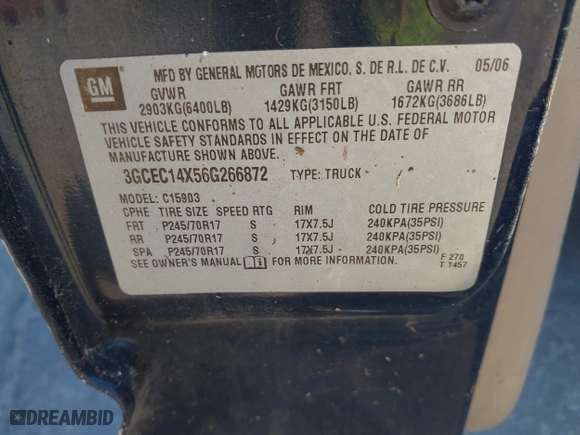 GM
MFD BY GENERAL MOTORS DE MEXICO, S. DE R.L. DE C.V. 05/06
GVWR GAWR FRT GAWR RR
2903KG(6400LB) 1429KG(3150LB) 1672KG(3686LB)
THIS VEHICLE CONFORMS TO ALL APPLICABLE U.S. FEDERAL MOTOR
VEHICLE SAFETY STANDARDS IN EFFECT ON THE DATE OF
MANUFACTURE SHOWN ABOVE.
3GCEC14X56G266872 TYPE: TRUCK
MODEL: C15903
CPHE TIRE SIZE SPEED RTG RIM COLD TIRE PRESSURE
FRT P245/70R17 S 17X7.5J 240KPA(35PSI)
RR P245/70R17 S 17X7.5J 240KPA(35PSI)
SPA P245/70R17 S 17X7.5J 240KPA(35PSI)
SEE OWNER'S MANUAL FOR MORE INFORMATION. F 270
T 1457
DREAMBID